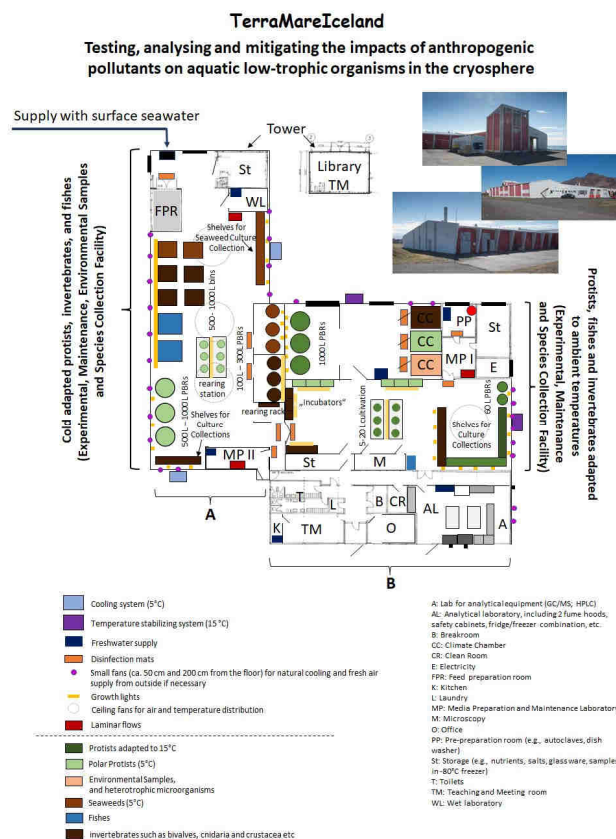 TerraMareIceland
Testing, analysing and mitigating the impacts of anthropogenic
pollutants on aquatic low-trophic organisms in the cryosphere
Supply with surface seawater
Tower
St
Library
TM
FPR
WL
Shelves for
Seaweed Culture
Collection
Cold adapted protists, invertebrates, and fishes
(Experimental, Maintenance, Environmental Samples
and Species Collection Facility)
500 - 1000 L bins
rearing
station
100 L – 300L PBRs
1000 L PBRs
500 L – 1000 L PBRs
Shelves for
Culture
Collections
rearing rack
MP II
„incubators"
5-20 L cultivation
CC
CC
CC
PP
MP I
St
E
60 L PBRs
Shelves for
Culture
Collections
Protists, fishes and invertebrates adapted
to ambient temperatures
(Experimental, Maintenance
and Species Collection Facility)
St
M
A
T
L
B
CR
AL
K
TM
O
A
B
Cooling system (5°C)
Temperature stabilizing system (15°C)
Freshwater supply
Disinfection mats
Small fans (ca. 50 cm and 200 cm from the floor) for natural cooling and fresh air
supply from outside if necessary
Growth lights
Ceiling fans for air and temperature distribution
Laminar flows
Protists adapted to 15°C
Polar Protists (5°C)
Environmental Samples,
and heterotrophic microorganisms
Seaweeds (5°C)
Fishes
invertebrates such as bivalves, cnidaria and crustacea etc
A: Lab for analytical equipment (GC/MS; HPLC)
AL: Analytical laboratory, including 2 fume hoods,
safety cabinets, fridge/freezer combination, etc.
B: Breakroom
CC: Climate Chamber
CR: Clean Room
E: Electricity
FPR: Feed preparation room
K: Kitchen
L: Laundry
MP: Media Preparation and Maintenance Laboratory
M: Microscopy
O: Office
PP: Pre-preparation room (e.g., autoclaves, dish
washer)
St: Storage (e.g., nutrients, salts, glass ware, samples
in -80°C freezer)
T: Toilets
TM: Teaching and Meeting room
WL: Wet laboratory